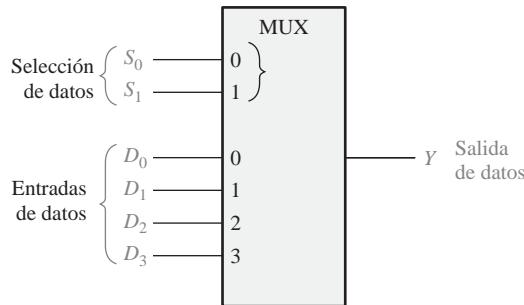 MUX
Selección
de datos
S0
S1
0
1
Entradas
de datos
D0
D1
D2
D3
0
1
2
3
Y
Salida
de datos